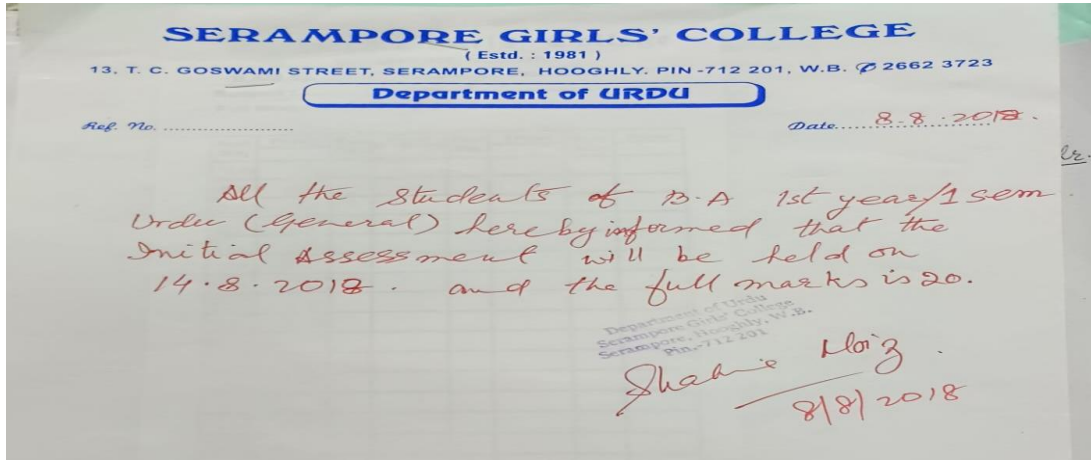 SERAMPORE GIRLS' COLLEGE
( Estd. : 1981 )
13, T. C. GOSWAMI STREET, SERAMPORE, HOOGHLY. PIN -712 201, W.B. ✆ 2662 3723
Department of URDU
Ref. No. ............................ Date..... 8.8.2018.
All the Students of B.A 1st year/1 sem
Urdu (General) hereby informed that the
Initial Assessment will be held on
14.8.2018. and the full marks is 20.
Department of Urdu
Serampore Girls' College
Serampore, Hooghly, W.B.
Pin.-712 201
8/8/2018